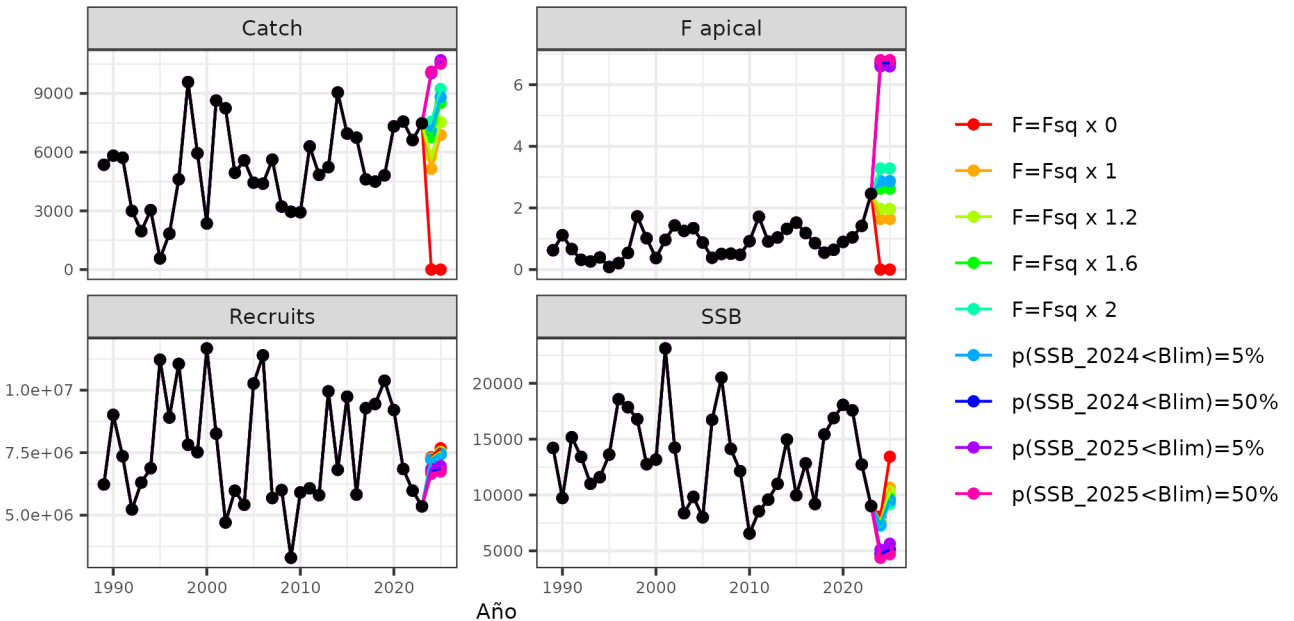 Catch
F apical
9000
6000
3000
0
6
4
2
0
Recruits
SSB
1.0e+07
7.5e+06
5.0e+06
20000
15000
10000
5000
1990 2000 2010 2020
1990 2000 2010 2020
Año
F=Fsq x 0
F=Fsq x 1
F=Fsq x 1.2
F=Fsq x 1.6
F=Fsq x 2
p(SSB_2024<Blim)=5%
p(SSB_2024<Blim)=50%
p(SSB_2025<Blim)=5%
p(SSB_2025<Blim)=50%